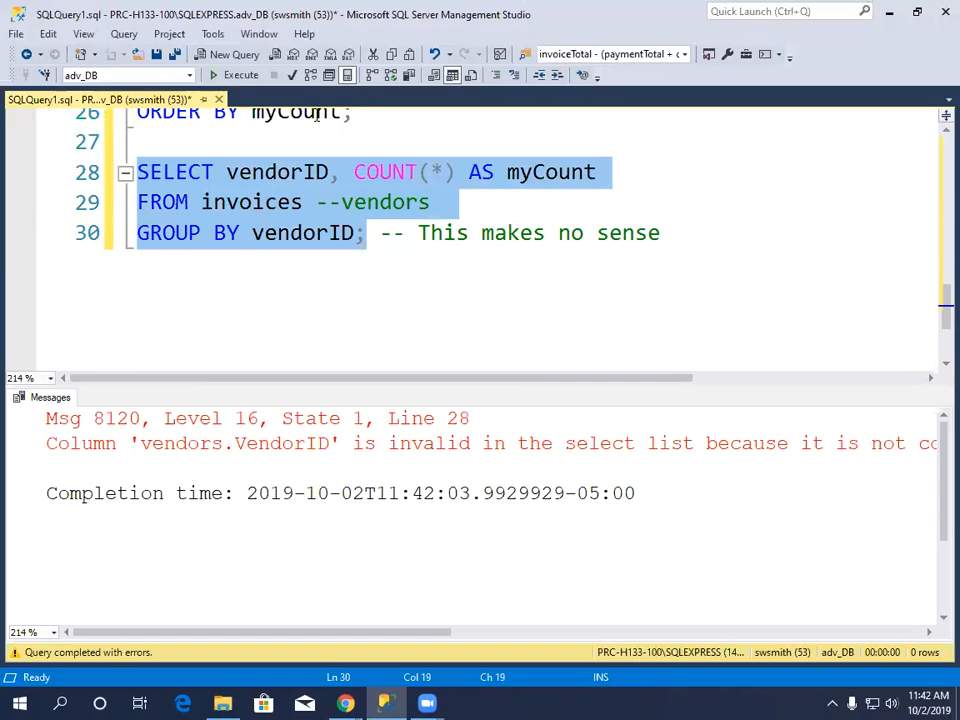 SQLQuery1.sql - PRC-H133-100\SQLEXPRESS.adv_DB (swsmith (53))* - Microsoft SQL Server Management Studio
Quick Launch (Ctrl+Q)
File Edit View Query Project Tools Window Help
New Query
invoiceTotal - (paymentTotal + c
adv_DB
Execute
SQLQuery1.sql - PR...v_DB (swsmith (53))*
26 ORDER BY myCount;
27
28 SELECT vendorID, COUNT(*) AS myCount
29 FROM invoices --vendors
30 GROUP BY vendorID; -- This makes no sense
214 %
Messages
Msg 8120, Level 16, State 1, Line 28
Column 'vendors.VendorID' is invalid in the select list because it is not co
Completion time: 2019-10-02T11:42:03.9929929-05:00
214 %
Query completed with errors.
PRC-H133-100\SQLEXPRESS (14... swsmith (53) adv_DB 00:00:00 0 rows
Ready
Ln 30
Col 19
Ch 19
INS
11:42 AM
10/2/2019